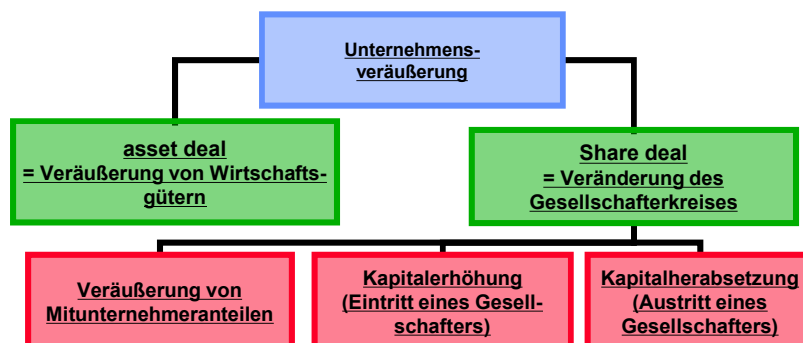 Unternehmens-
veräußerung
asset deal
= Veräußerung von Wirtschafts-
gütern
Share deal
= Veränderung des
Gesellschafterkreises
Veräußerung von
Mitunternehmeranteilen
Kapitalerhöhung
(Eintritt eines Gesell-
schafters)
Kapitalherabsetzung
(Austritt eines
Gesellschafters)